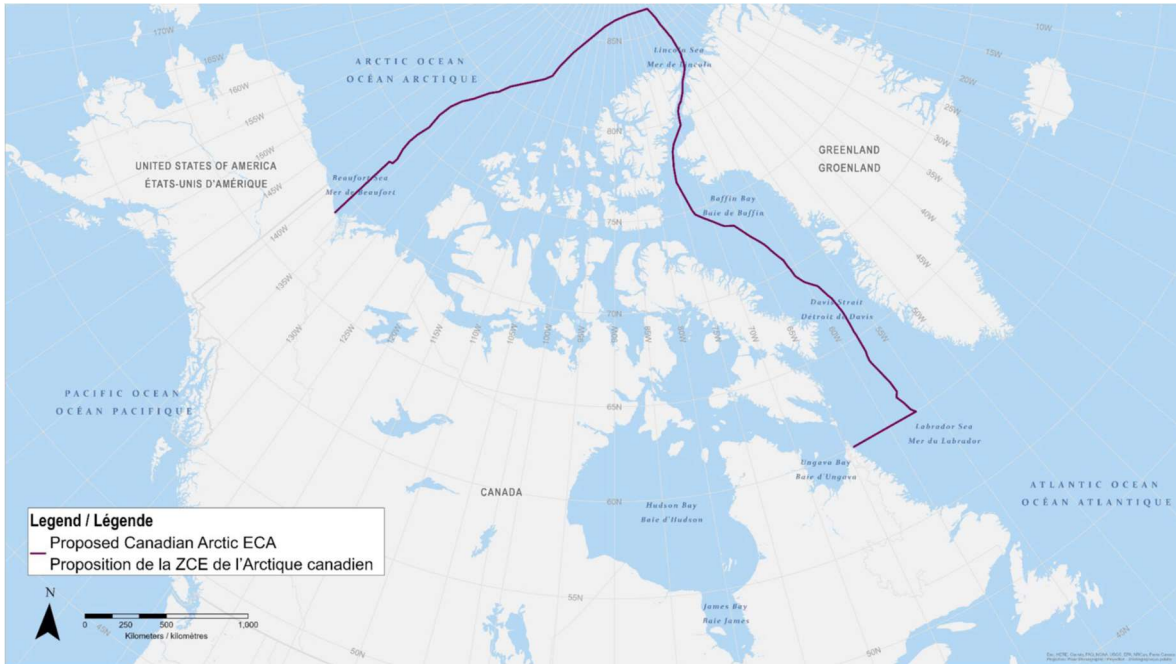 170W
165W
160W
155W
150W
145W
140W
135W
130W
125W
120W
115W
110W
105W
100W
95W
90W
85W
80W
75W
70W
65W
60W
55W
50W
45W
40W
35W
30W
25W
20W
15W
10W
85N
80N
75N
70N
65N
60N
55N
50N
50N
45N
45N
ARCTIC OCEAN
OCÉAN ARCTIQUE
Lincoln Sea
Mer de Lincoln
UNITED STATES OF AMERICA
ÉTATS-UNIS D'AMÉRIQUE
Beaufort Sea
Mer de Beaufort
GREENLAND
GROENLAND
Baffin Bay
Baie de Baffin
Davis Strait
Détroit de Davis
PACIFIC OCEAN
OCÉAN PACIFIQUE
Labrador Sea
Mer du Labrador
Ungava Bay
Baie d'Ungava
CANADA
Hudson Bay
Baie d'Hudson
ATLANTIC OCEAN
OCÉAN ATLANTIQUE
James Bay
Baie James
Legend / Légende
Proposed Canadian Arctic ECA
Proposition de la ZCE de l'Arctique canadien
N
0 250 500 1,000
Kilometers / kilomètres